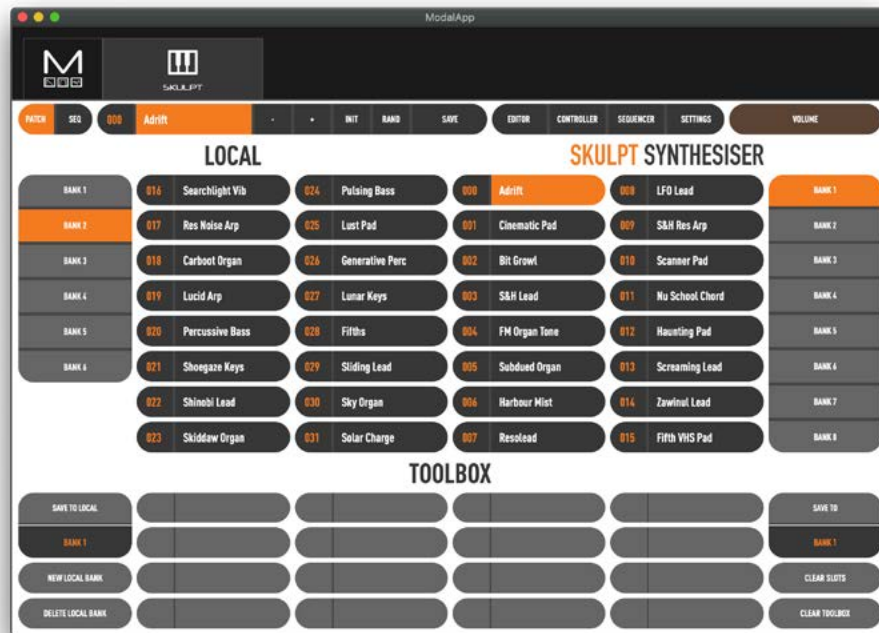 ModalApp
M
SKULPT
PATCH SEQ 000 Adrift - + INIT RAND SAVE EDITOR CONTROLLER SEQUENCER SETTINGS VOLUME
LOCAL SKULPT SYNTHESISER
BANK 1 016 Searchlight Vib 024 Pulsing Bass 000 Adrift 008 LFO Lead BANK 1
BANK 2 017 Res Noise Arp 025 Lust Pad 001 Cinematic Pad 009 S&H Res Arp BANK 2
BANK 3 018 Carboot Organ 026 Generative Perc 002 Bit Growl 010 Scanner Pad BANK 3
BANK 4 019 Lucid Arp 027 Lunar Keys 003 S&H Lead 011 Nu School Chord BANK 4
BANK 5 020 Percussive Bass 028 Fifths 004 FM Organ Tone 012 Haunting Pad BANK 5
BANK 6 021 Shoegaze Keys 029 Sliding Lead 005 Subdued Organ 013 Screaming Lead BANK 6
022 Shinobi Lead 030 Sky Organ 006 Harbour Mist 014 Zawinul Lead BANK 7
023 Skiddaw Organ 031 Solar Charge 007 Resolead 015 Fifth VHS Pad BANK 8
TOOLBOX
SAVE TO LOCAL SAVE TO
BANK 1 BANK 1
NEW LOCAL BANK CLEAR SLOTS
DELETE LOCAL BANK CLEAR TOOLBOX